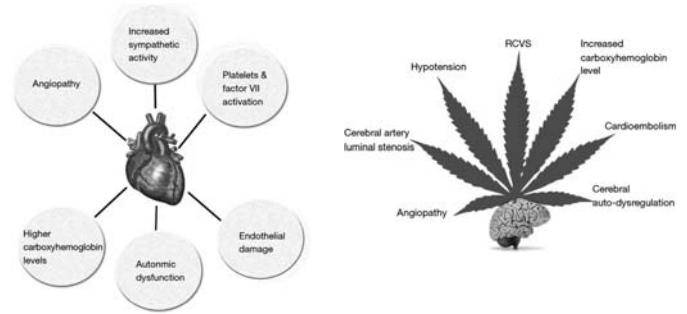 Increased
sympathetic
activity
Angiopathy
Platelets &
factor VII
activation
Higher
carboxyhemoglobin
levels
Autonmic
dysfunction
Endothelial
damage
RCVS
Hypotension
Increased
carboxyhemoglobin
level
Cerebral artery
luminal stenosis
Cardioembolism
Angiopathy
Cerebral
auto-dysregulation